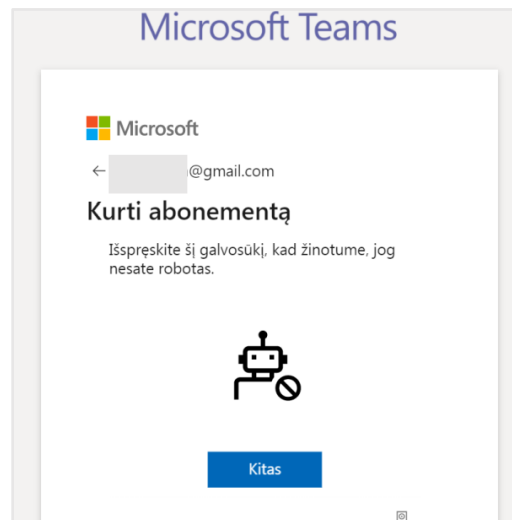 Microsoft Teams
Microsoft
@gmail.com
Kurti abonementą
Išspręskite šį galvosūkį, kad žinotume, jog
nesate robotas.
Kitas